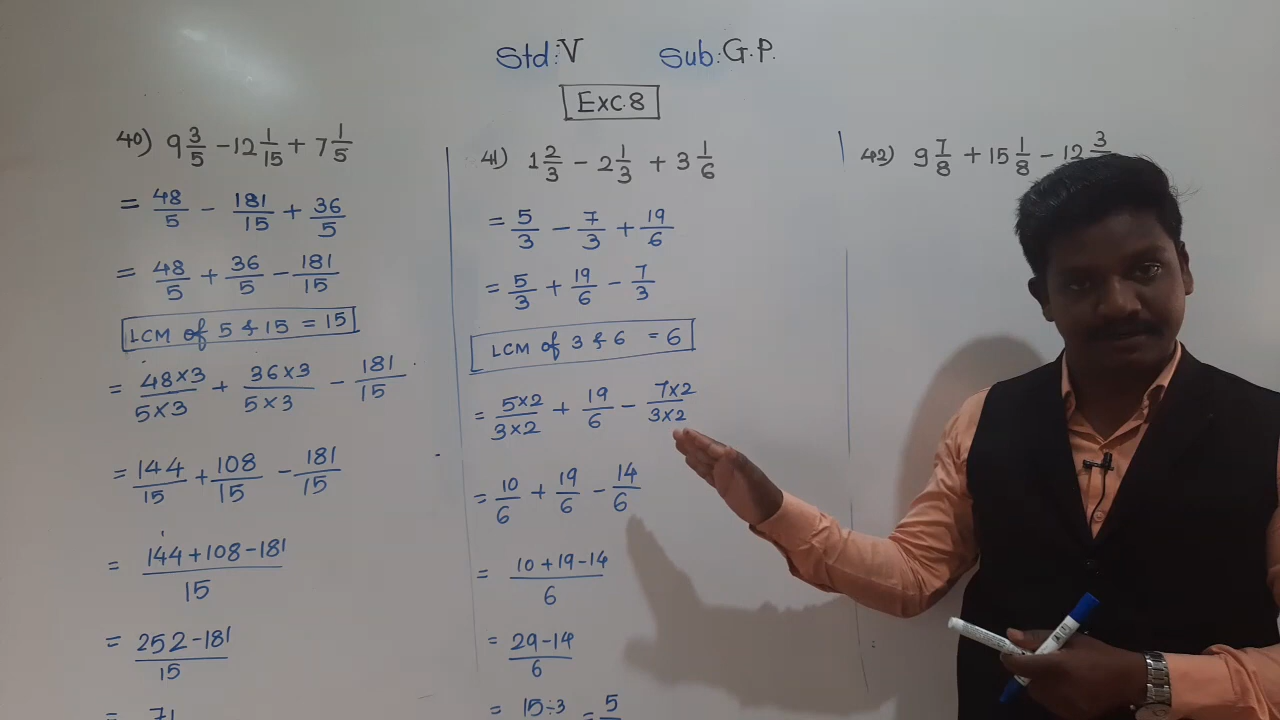 Std: V Sub: G.P.
Exc.8
40) 9 3/5 - 12 1/15 + 7 1/5
= 48/5 - 181/15 + 36/5
= 48/5 + 36/5 - 181/15
LCM of 5 & 15 = 15
= 48×3/5×3 + 36×3/5×3 - 181/15
= 144/15 + 108/15 - 181/15
= 144+108-181/15
= 252-181/15
= 71
41) 1 2/3 - 2 1/3 + 3 1/6
= 5/3 - 7/3 + 19/6
= 5/3 + 19/6 - 7/3
LCM of 3 & 6 = 6
= 5×2/3×2 + 19/6 - 7×2/3×2
= 10/6 + 19/6 - 14/6
= 10+19-14/6
= 29-14/6
= 15÷3 = 5
42) 9 7/8 + 15 1/8 - 12 3